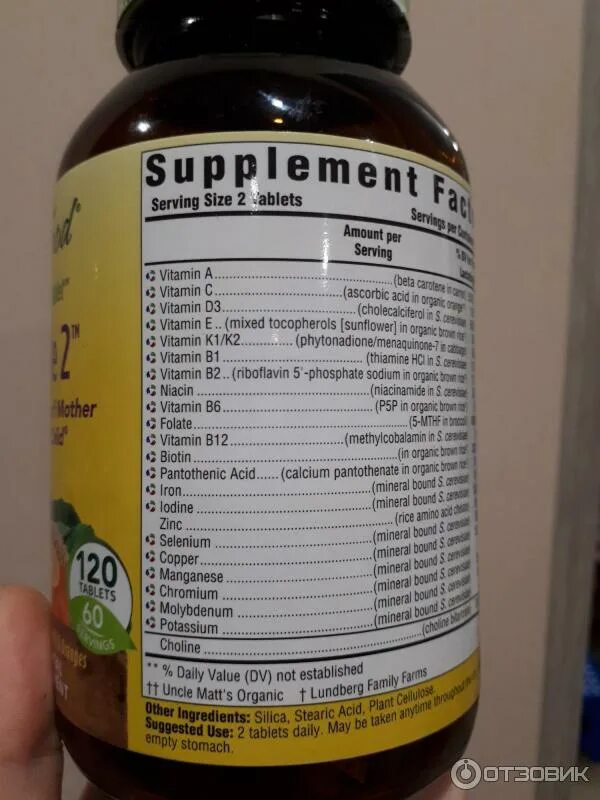 Supplement
Serving Size 2 Tablets
Servings per
Amount per
Serving
Vitamin A (beta carotene in
Vitamin C (ascorbic acid in organic orange
Vitamin D3 (cholecalciferol in S. cerevisiae)
Vitamin E (mixed tocopherols [sunflower] in organic brown rice
Vitamin K1/K2 (phytonadione/menaquinone-7 in cabbage)
Vitamin B1 (thiamine HCl in S. cerevisiae)
Vitamin B2 (riboflavin 5'-phosphate sodium in organic brown rice
Niacin (niacinamide in S. cerevisiae)
Vitamin B6 (P5P in organic brown rice
Folate (5-MTHF in broccoli)
Vitamin B12 (methylcobalamin in S. cerevisiae)
Biotin (in organic brown rice
Pantothenic Acid (calcium pantothenate in organic brown rice
Iron (mineral bound S. cerevisiae)
Iodine (mineral bound S. cerevisiae)
Zinc (rice amino acid chelate)
Selenium (mineral bound S. cerevisiae)
Copper (mineral bound S. cerevisiae)
Manganese (mineral bound S. cerevisiae)
Chromium (mineral bound S. cerevisiae)
Molybdenum (mineral bound S. cerevisiae)
Potassium (mineral bound S. cerevisiae)
Choline (choline bitartrate)
** % Daily Value (DV) not established
†† Uncle Matt's Organic † Lundberg Family Farms
Other Ingredients: Silica, Stearic Acid, Plant Cellulose.
Suggested Use: 2 tablets daily. May be taken anytime throughout the
empty stomach.
2™
Mother
120
TABLETS
60
SERVINGS
Oranges
ОТЗОВИК